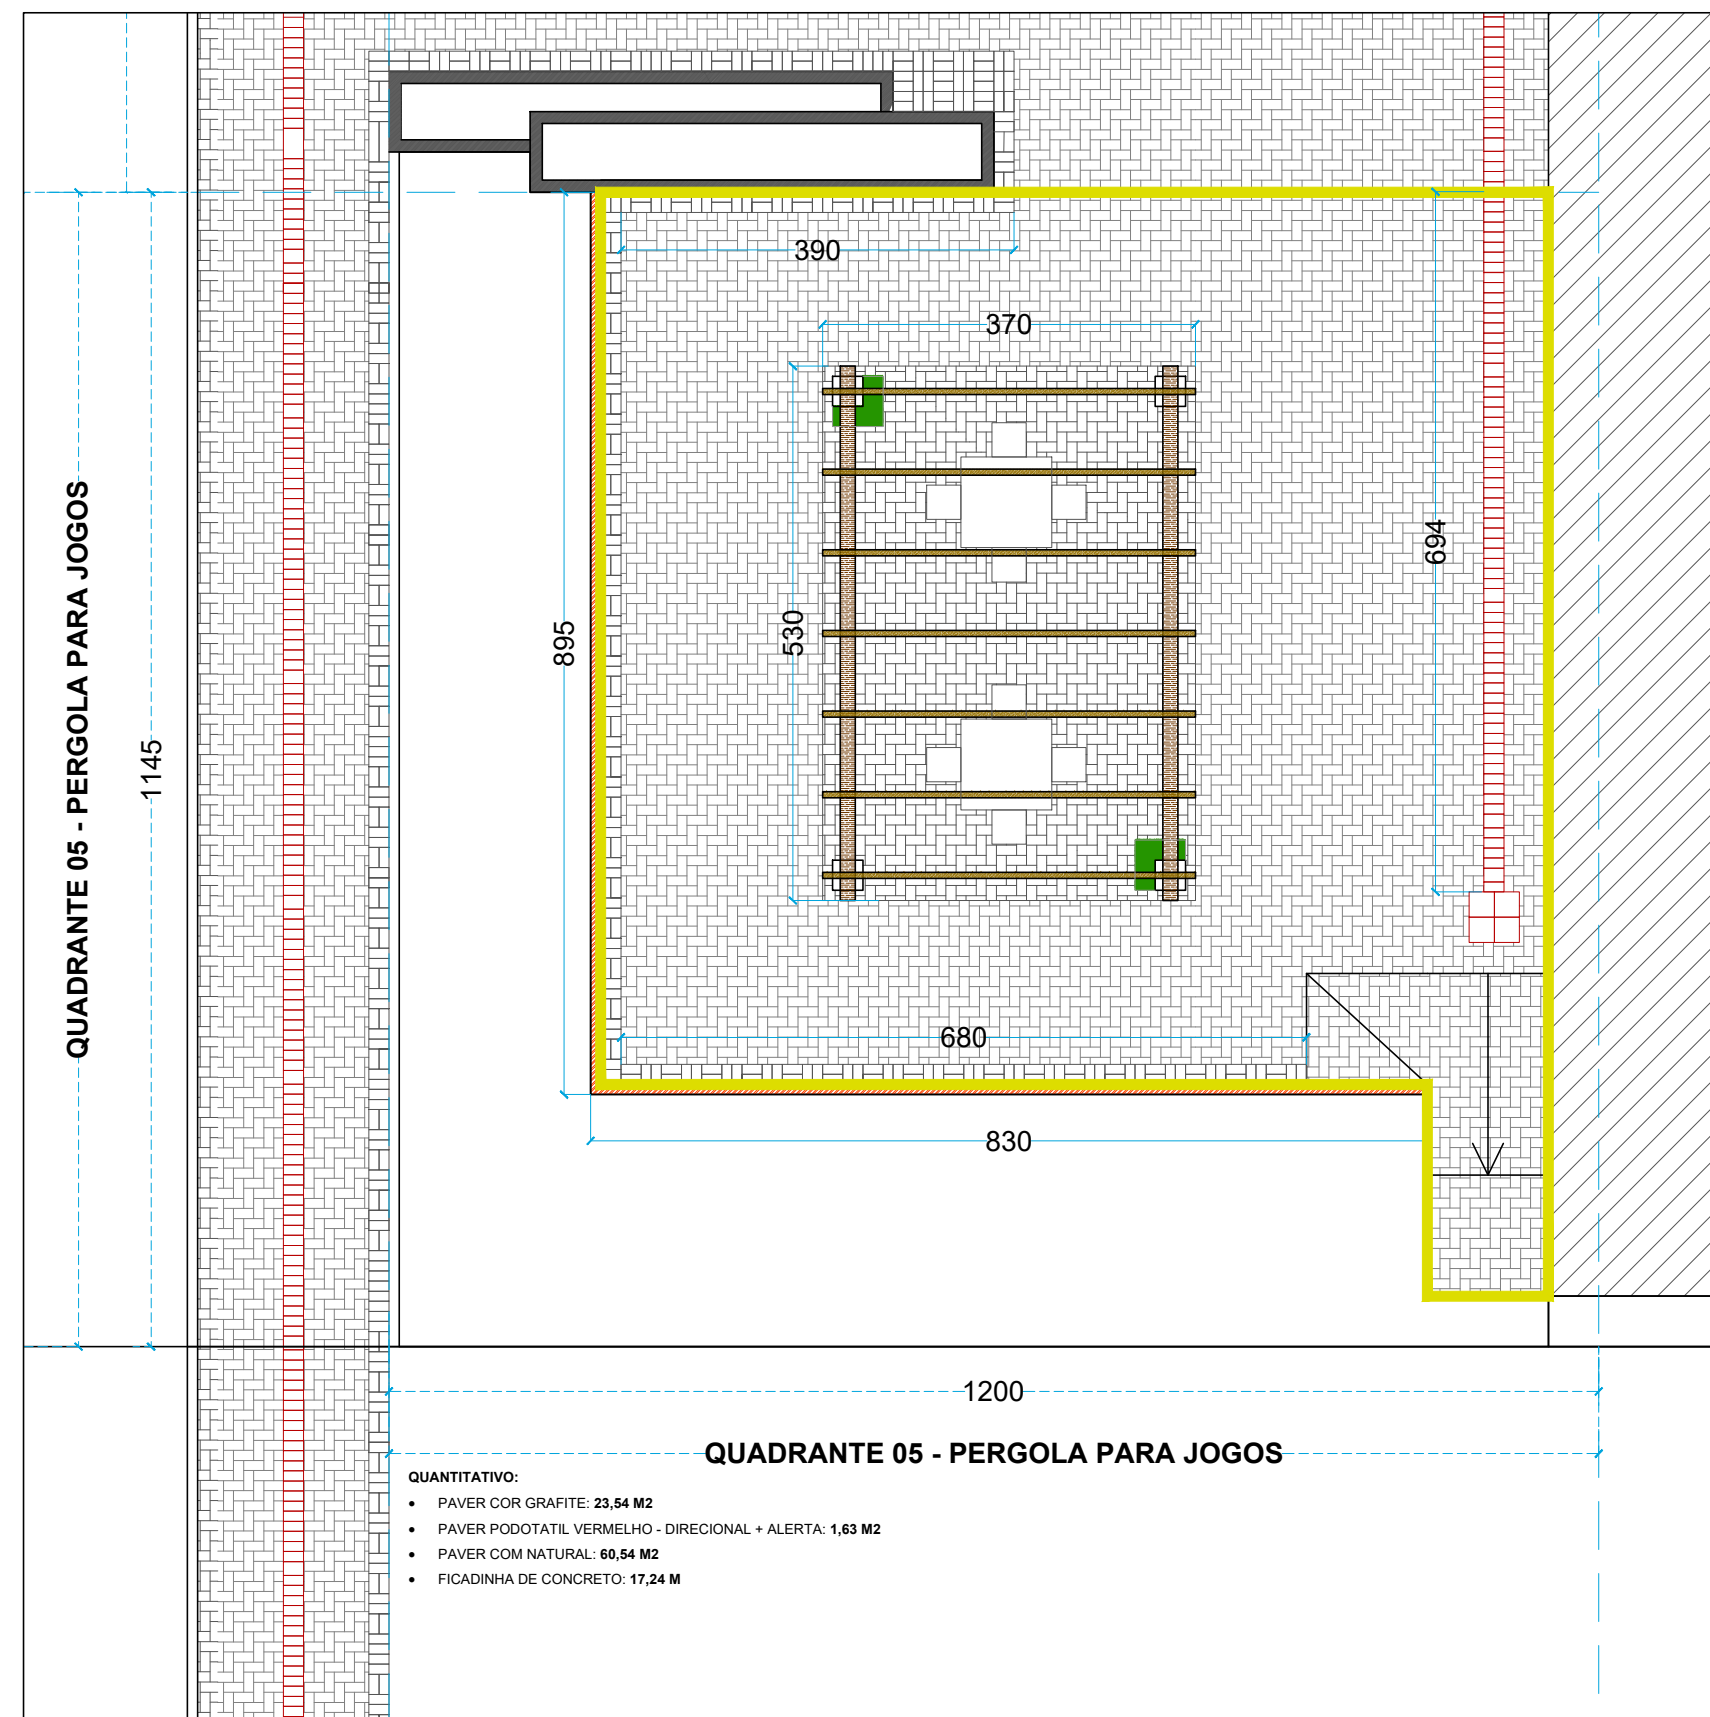 390
370
QUADRANTE 05 - PERGOLA PARA JOGOS
1145
895
530
694
680
830
1200
QUADRANTE 05 - PERGOLA PARA JOGOS
QUANTITATIVO:
• PAVER COR GRAFITE: 23,54 M2
• PAVER PODOTATIL VERMELHO - DIRECIONAL + ALERTA: 1,63 M2
• PAVER COM NATURAL: 60,54 M2
• FICADINHA DE CONCRETO: 17,24 M